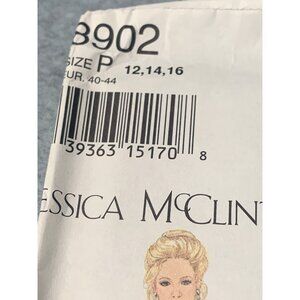 8902
SIZE P 12,14,16
EUR. 40-44
39363 15170 8
ESSICA McCLINT